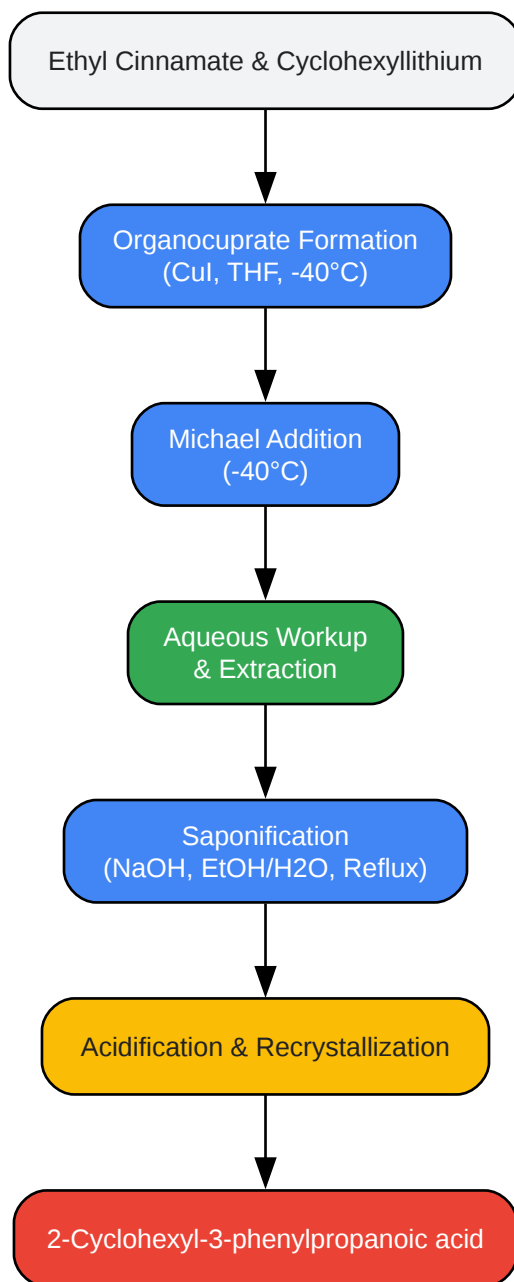 Ethyl Cinnamate & Cyclohexyllithium
Organocuprate Formation
(CuI, THF, -40°C)
Michael Addition
(-40°C)
Aqueous Workup
& Extraction
Saponification
(NaOH, EtOH/H2O, Reflux)
Acidification & Recrystallization
2-Cyclohexyl-3-phenylpropanoic acid